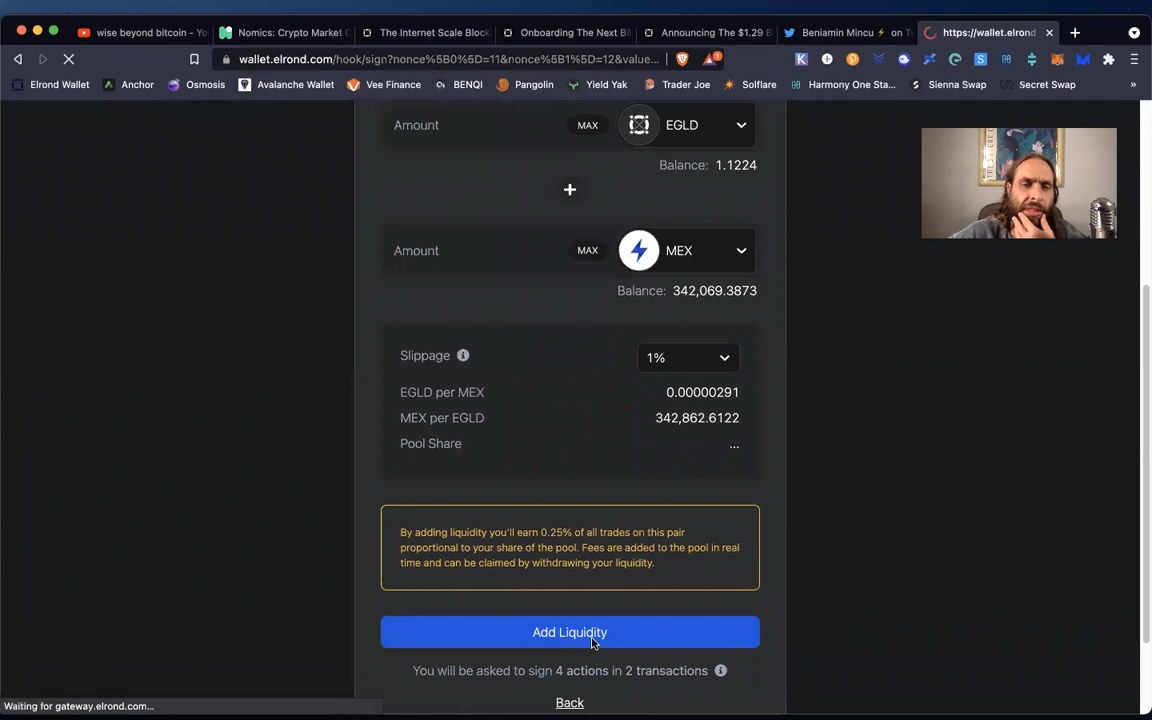 wise beyond bitcoin - Yo
Nomics: Crypto Market C
The Internet Scale Block
Onboarding The Next Bil
Announcing The $1.29 B
Beniamin Mincu ⚡ on Tw
https://wallet.elrond
wallet.elrond.com/hook/sign?nonce%5B0%5D=11&nonce%5B1%5D=12&value...
Elrond Wallet
Anchor
Osmosis
Avalanche Wallet
Vee Finance
BENQI
Pangolin
Yield Yak
Trader Joe
Solflare
Harmony One Sta...
Sienna Swap
Secret Swap
Amount MAX EGLD
Balance: 1.1224
+
Amount MAX MEX
Balance: 342,069.3873
Slippage 1%
EGLD per MEX 0.00000291
MEX per EGLD 342,862.6122
Pool Share ...
By adding liquidity you'll earn 0.25% of all trades on this pair
proportional to your share of the pool. Fees are added to the pool in real
time and can be claimed by withdrawing your liquidity.
Add Liquidity
You will be asked to sign 4 actions in 2 transactions
Back
Waiting for gateway.elrond.com...